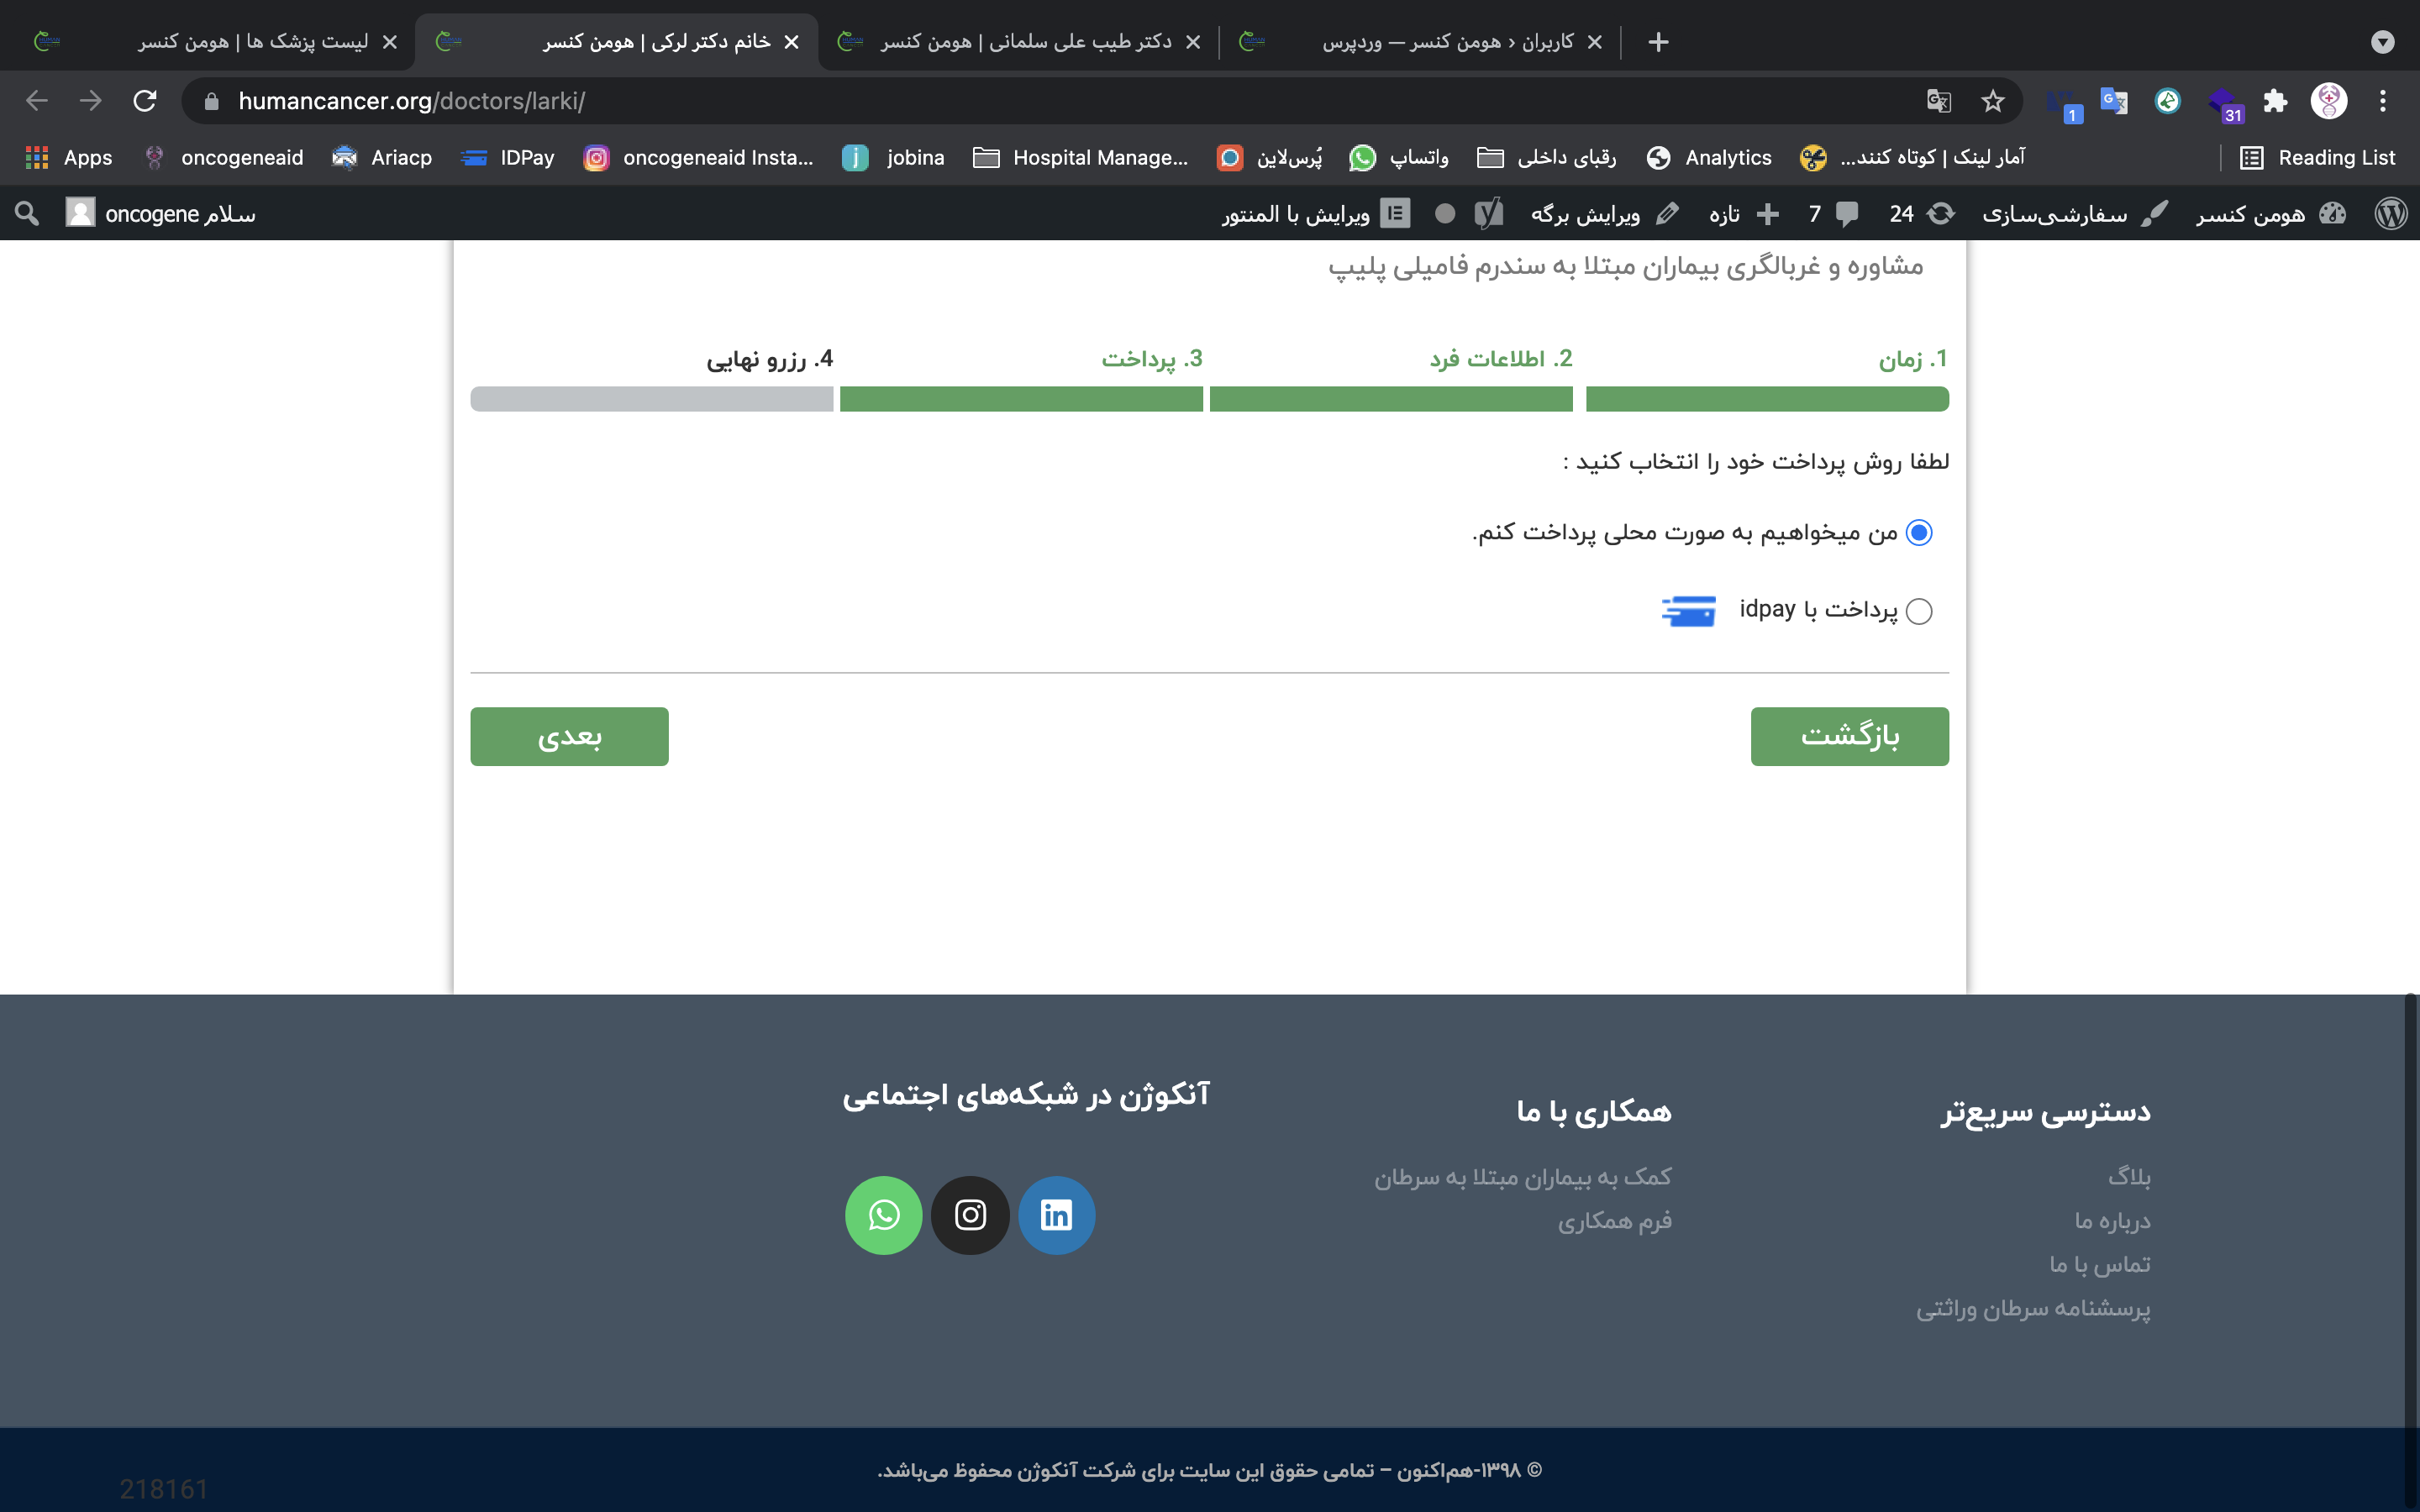 لیست پزشک ها | هومن کنسر
خانم دکتر لرکی | هومن کنسر
دکتر طیب علی سلمانی | هومن کنسر
کاربران ‹ هومن کنسر — وردپرس
humancancer.org/doctors/larki/
1
31
Apps
oncogeneaid
Ariacp
IDPay
oncogeneaid Insta...
jobina
Hospital Manage...
پُرس‌لاین
واتساپ
رقبای داخلی
Analytics
آمار لینک | کوتاه کنند...
Reading List
هومن کنسر
سفارشی‌سازی
24
7
تازه
ویرایش برگه
ویرایش با المنتور
سلام oncogene
مشاوره و غربالگری بیماران مبتلا به سندرم فامیلی پلیپ
1. زمان
2. اطلاعات فرد
3. پرداخت
4. رزرو نهایی
لطفا روش پرداخت خود را انتخاب کنید :
من میخواهیم به صورت محلی پرداخت کنم.
پرداخت با idpay
بازگشت
بعدی
دسترسی سریع‌تر
بلاگ
درباره ما
تماس با ما
پرسشنامه سرطان وراثتی
همکاری با ما
کمک به بیماران مبتلا به سرطان
فرم همکاری
آنکوژن در شبکه‌های اجتماعی
© ۱۳۹۸-هم‌اکنون – تمامی حقوق این سایت برای شرکت آنکوژن محفوظ می‌باشد.
218161